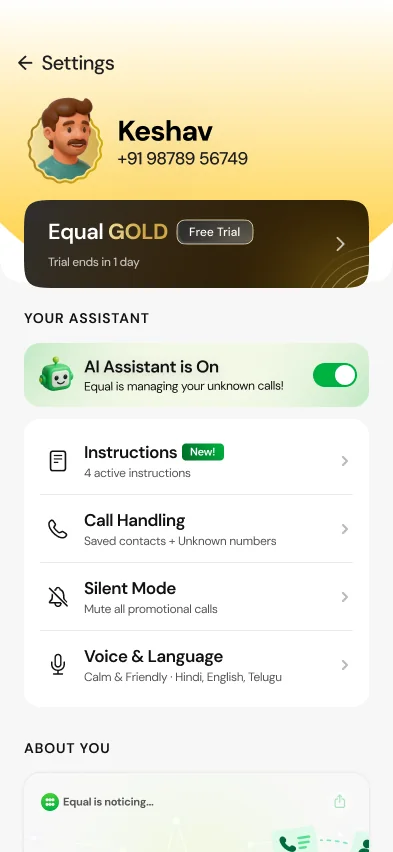 Settings
Keshav
+91 98789 56749
Equal GOLD Free Trial
Trial ends in 1 day
YOUR ASSISTANT
AI Assistant is On
Equal is managing your unknown calls!
Instructions New!
4 active instructions
Call Handling
Saved contacts + Unknown numbers
Silent Mode
Mute all promotional calls
Voice & Language
Calm & Friendly · Hindi, English, Telugu
ABOUT YOU
Equal is noticing...